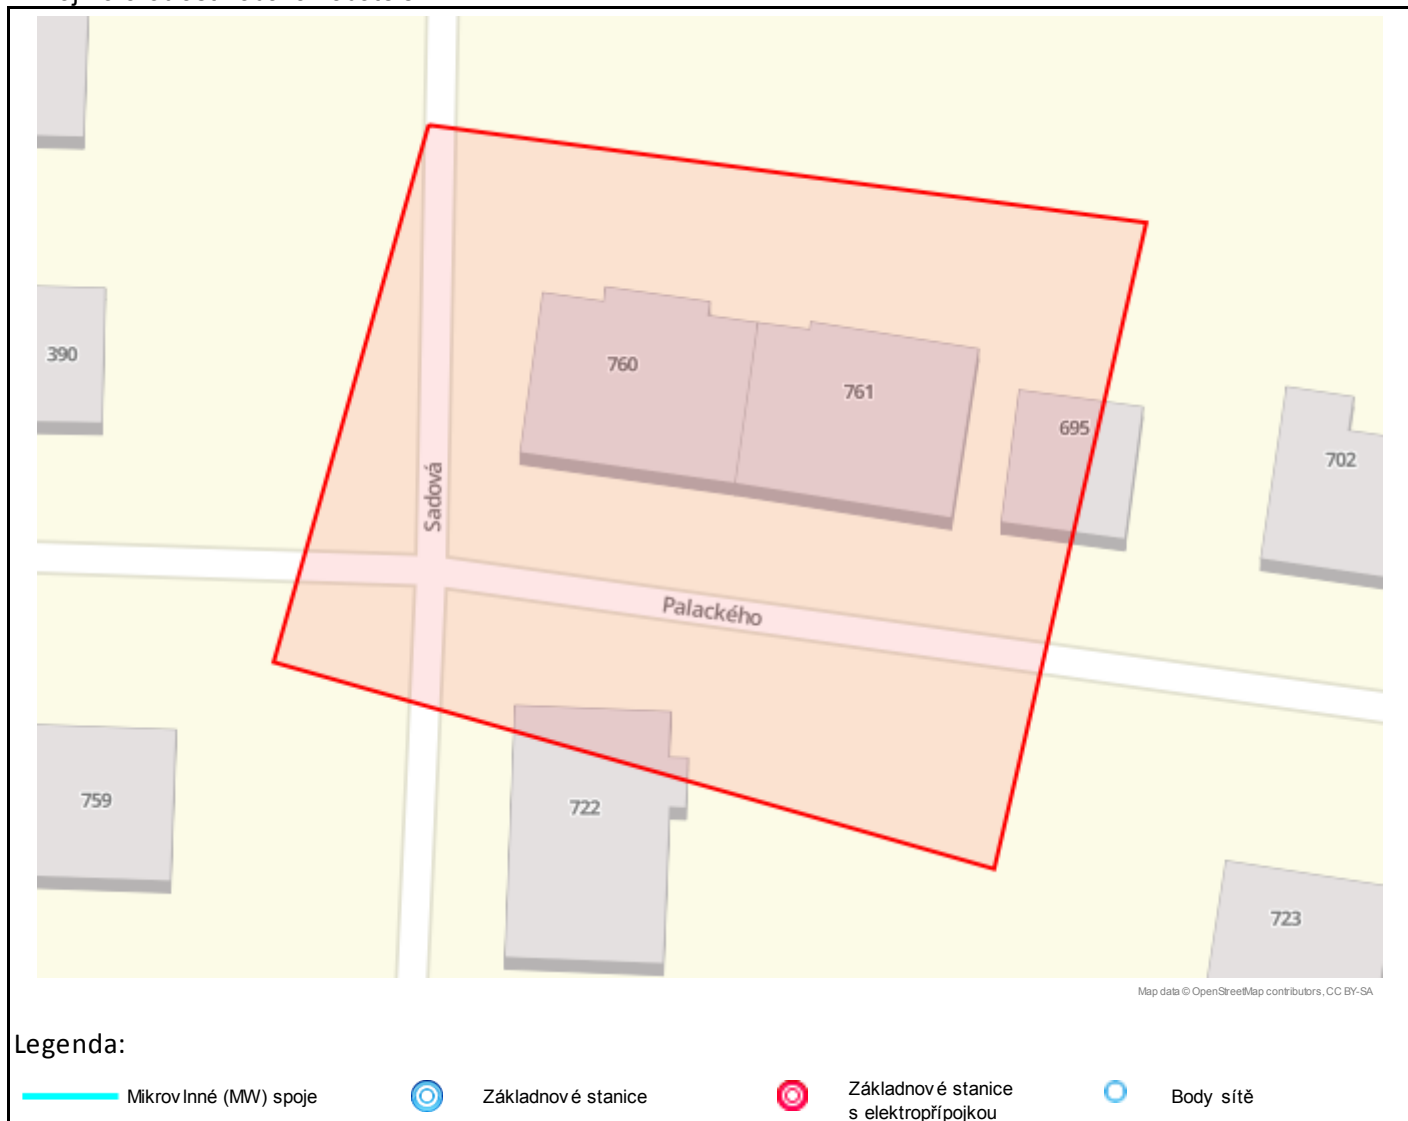 390
760
761
695
702
Sadová
Palackého
759
722
723
Map data © OpenStreetMap contributors, CC BY-SA
Legenda:
Mikrovlnné (MW) spoje
Základnové stanice
Základnové stanice
s elektropřípojkou
Body sítě